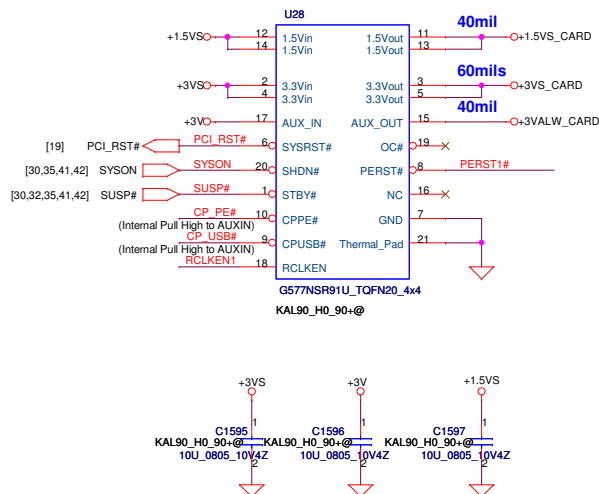 U28
+1.5VS 12 1.5Vin 1.5Vout 11 40mil +1.5VS_CARD
14 1.5Vin 1.5Vout 13
+3VS 2 3.3Vin 3.3Vout 3 60mils +3VS_CARD
4 3.3Vin 3.3Vout 5
+3V 17 AUX_IN AUX_OUT 15 40mil +3VALW_CARD
[19] PCI_RST# PCI_RST# 6 SYSRST# OC# 19
[30,35,41,42] SYSON SYSON 20 SHDN# PERST# 8 PERST1#
[30,32,35,41,42] SUSP# SUSP# 1 STBY# NC 16
CP_PE# 10 CPPE# GND 7
(Internal Pull High to AUXIN)
CP_USB# 9 CPUSB# Thermal_Pad 21
(Internal Pull High to AUXIN)
RCLKEN1 18 RCLKEN
G577NSR91U_TQFN20_4x4
KAL90_H0_90+@
+3VS +3V +1.5VS
1 1 1
C1595 C1596 C1597
KAL90_H0_90+@ KAL90_H0_90+@ KAL90_H0_90+@
10U_0805_10V4Z 10U_0805_10V4Z 10U_0805_10V4Z
2 2 2